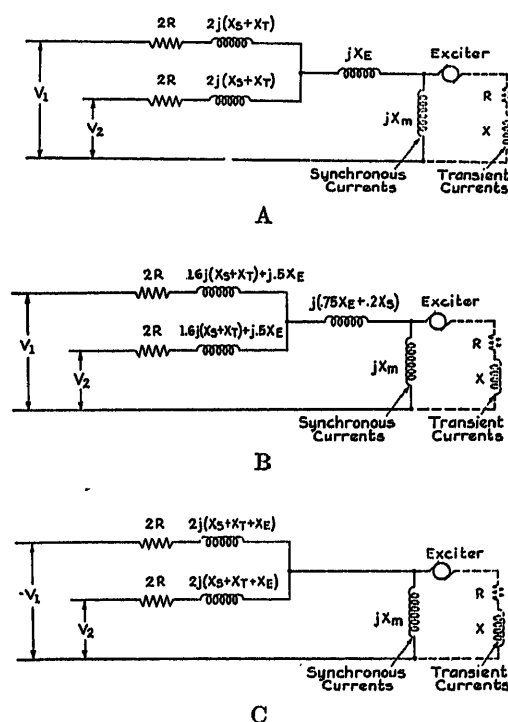 2R 2j(XS+XT)
jXE Exciter
2R 2j(XS+XT)
V1
V2
jXm
R
X
Synchronous Currents
Transient Currents
A
2R .16j(XS+XT)+j.5XE
j(.75XE+.2XS) Exciter
2R 1.6j(XS+XT)+j.5XE
V1
V2
jXm
R
X
Synchronous Currents
Transient Currents
B
2R 2j(XS+XT+XE)
Exciter
2R 2j(XS+XT+XE)
-V1
V2
jXm
R
X
Synchronous Currents
Transient Currents
C